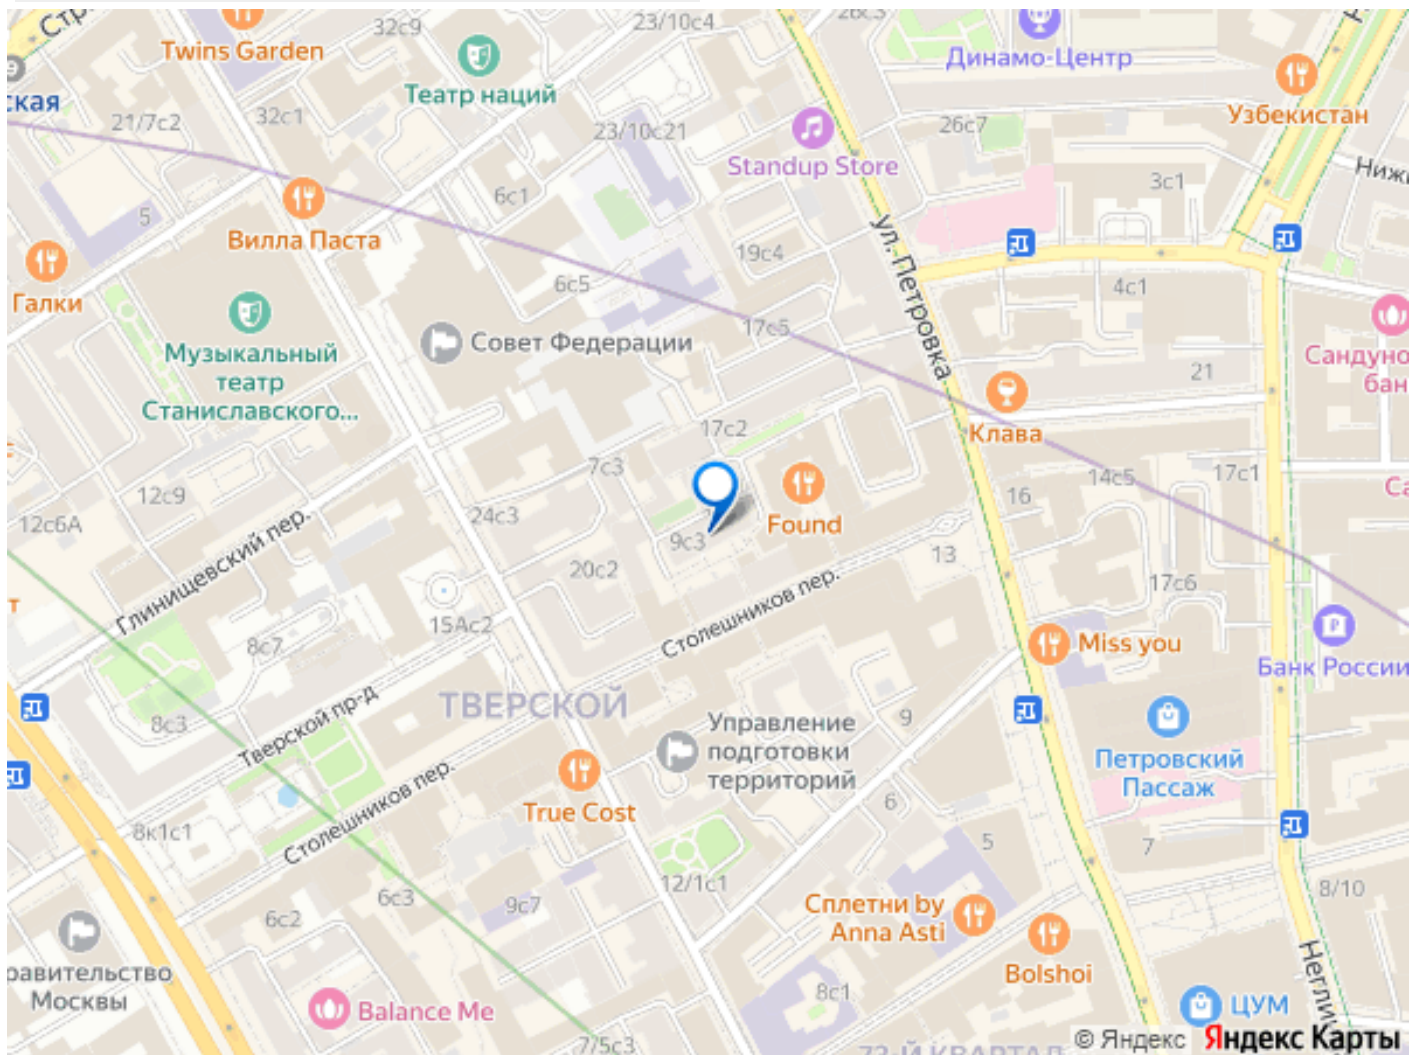 32с9
23/10с4
Twins Garden
Динамо-Центр
Театр наций
ская
21/7с2
32с1
23/10с21
26с7
Узбекистан
Standup Store
3с1
6с1
5
Вилла Паста
19с4
ул. Петровка
Галки
6с5
4с1
17с5
Совет Федерации
Музыкальный
театр
Станиславского...
21
17с2
Клава
7с3
12с9
14с5
17с1
16
12с6А
24с3
Found
9с3
13
20с2
17с6
Глинищевский пер.
Столешников пер.
15Ас2
8с7
Miss you
Банк России
ТВЕРСКОЙ
8с3
Тверской пр-д
9
Управление
подготовки
территорий
Петровский
Пассаж
True Cost
Столешников пер.
6
8к1с1
5
7
12/1с1
8/10
6с3
6с2
9с7
Сплетни by
Anna Asti
Bolshoi
равительство
Москвы
Balance Me
8с1
ЦУМ
7/5с3
© Яндекс Яндекс Карты